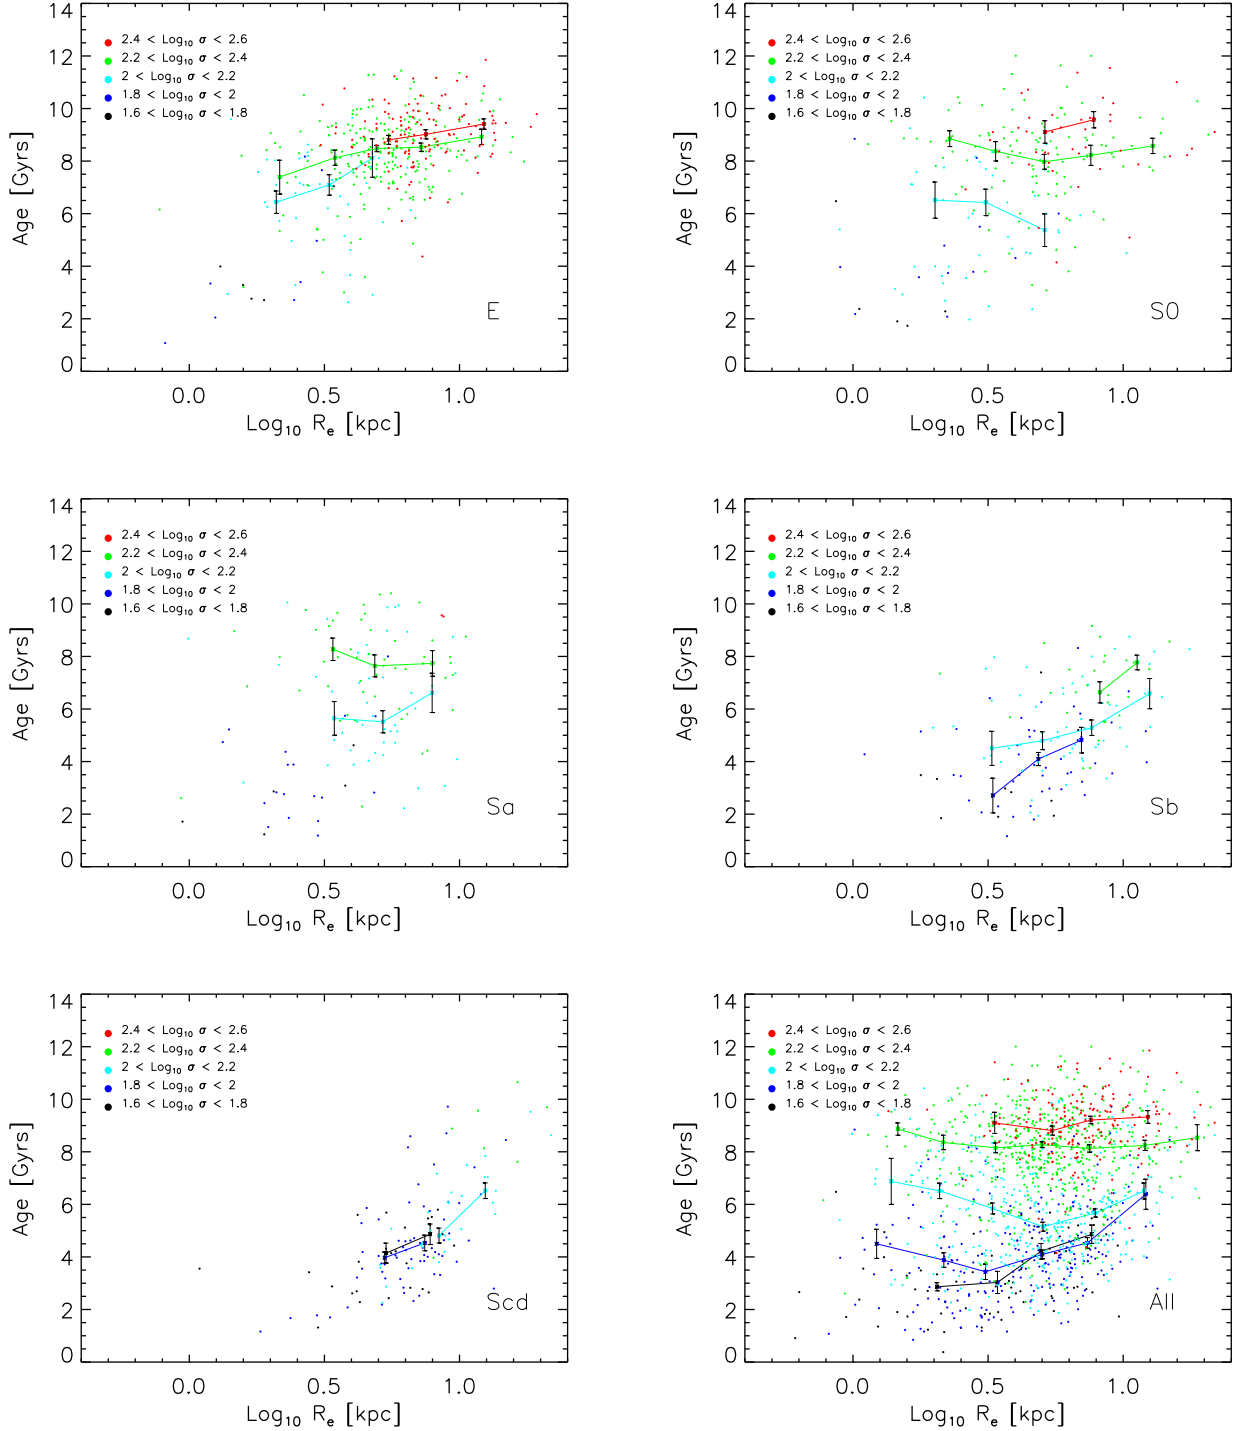 14
12
10
8
6
4
2
0
Age [Gyrs]
2.4 < Log10 σ < 2.6
2.2 < Log10 σ < 2.4
2 < Log10 σ < 2.2
1.8 < Log10 σ < 2
1.6 < Log10 σ < 1.8
E
0.0 0.5 1.0
Log10 Re [kpc]
14
12
10
8
6
4
2
0
Age [Gyrs]
2.4 < Log10 σ < 2.6
2.2 < Log10 σ < 2.4
2 < Log10 σ < 2.2
1.8 < Log10 σ < 2
1.6 < Log10 σ < 1.8
S0
0.0 0.5 1.0
Log10 Re [kpc]
14
12
10
8
6
4
2
0
Age [Gyrs]
2.4 < Log10 σ < 2.6
2.2 < Log10 σ < 2.4
2 < Log10 σ < 2.2
1.8 < Log10 σ < 2
1.6 < Log10 σ < 1.8
Sa
0.0 0.5 1.0
Log10 Re [kpc]
14
12
10
8
6
4
2
0
Age [Gyrs]
2.4 < Log10 σ < 2.6
2.2 < Log10 σ < 2.4
2 < Log10 σ < 2.2
1.8 < Log10 σ < 2
1.6 < Log10 σ < 1.8
Sb
0.0 0.5 1.0
Log10 Re [kpc]
14
12
10
8
6
4
2
0
Age [Gyrs]
2.4 < Log10 σ < 2.6
2.2 < Log10 σ < 2.4
2 < Log10 σ < 2.2
1.8 < Log10 σ < 2
1.6 < Log10 σ < 1.8
Scd
0.0 0.5 1.0
Log10 Re [kpc]
14
12
10
8
6
4
2
0
Age [Gyrs]
2.4 < Log10 σ < 2.6
2.2 < Log10 σ < 2.4
2 < Log10 σ < 2.2
1.8 < Log10 σ < 2
1.6 < Log10 σ < 1.8
All
0.0 0.5 1.0
Log10 Re [kpc]